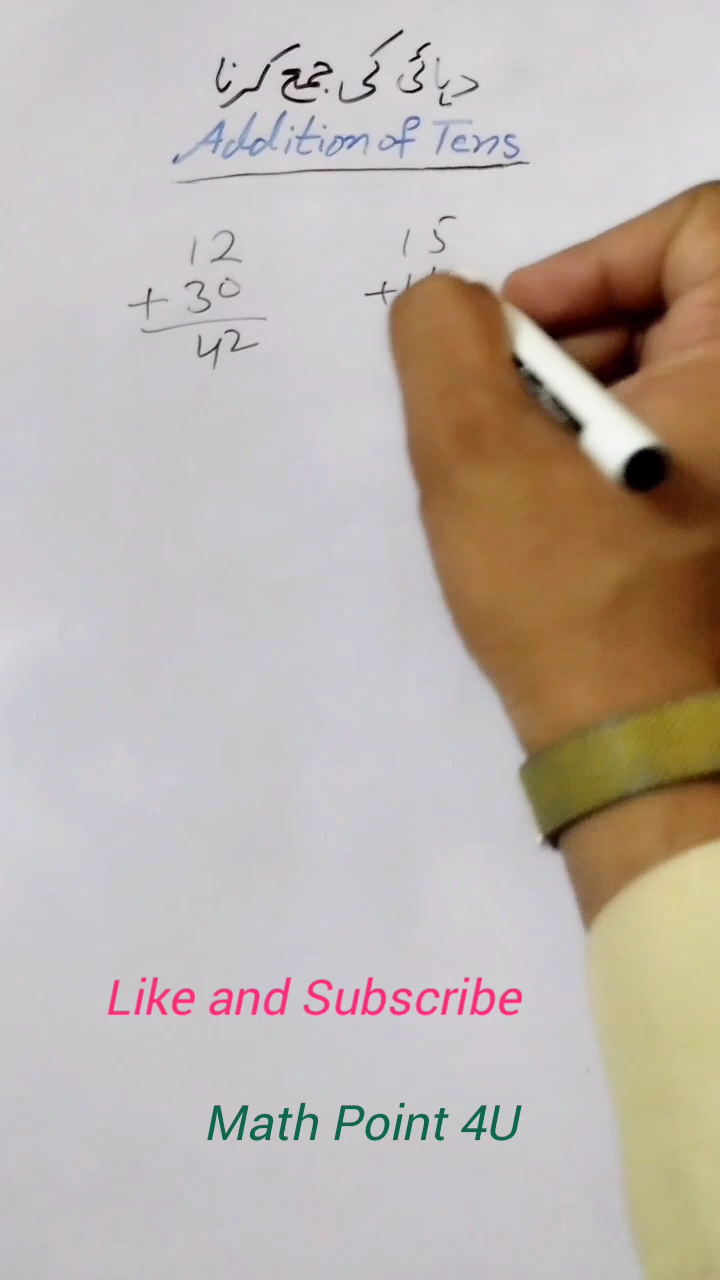 دہائی کی جمع کرنا
Addition of Tens
12
+ 30
42
15
+
Like and Subscribe
Math Point 4U